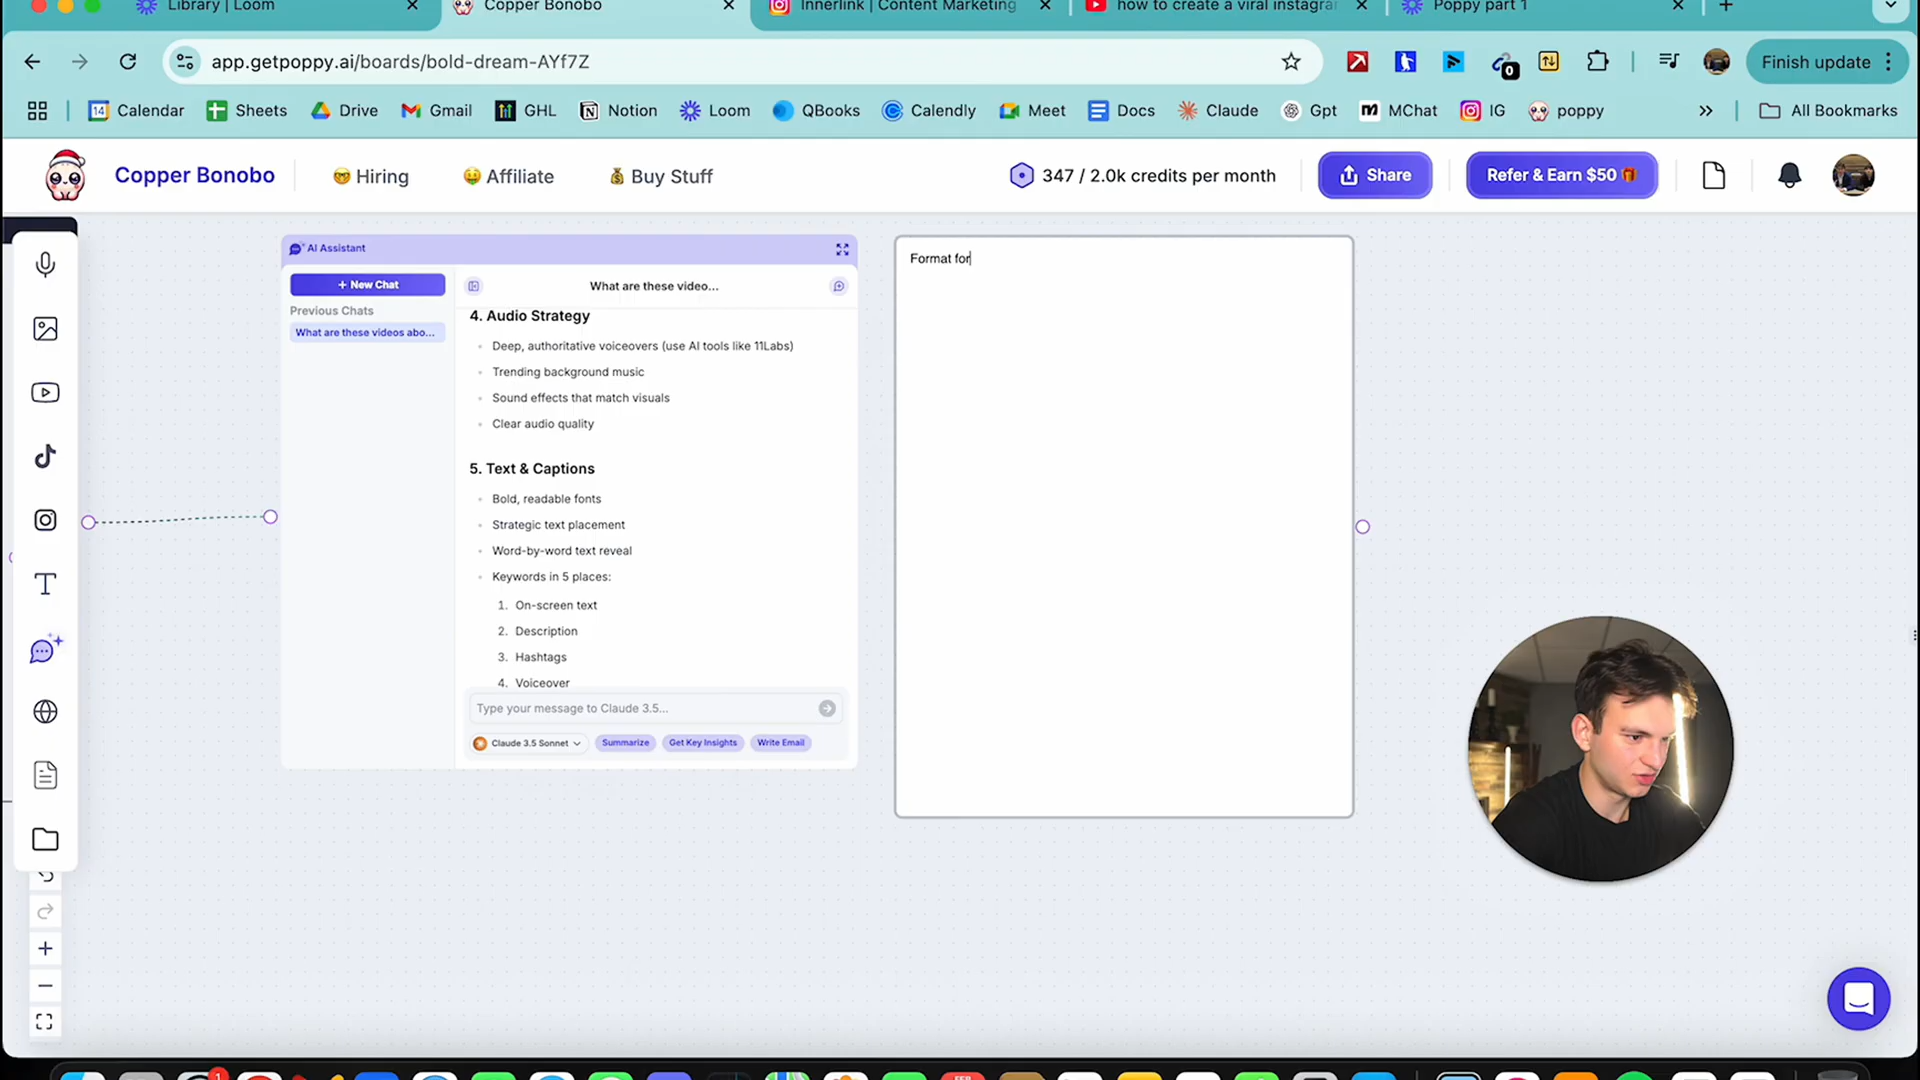 Library | Loom
Copper Bonobo
Innerlink | Content Marketing
how to create a viral instagra
Poppy part 1
app.getpoppy.ai/boards/bold-dream-AYf7Z
0
Finish update
Calendar
Sheets
Drive
Gmail
GHL
Notion
Loom
QBooks
Calendly
Meet
Docs
Claude
Gpt
MChat
IG
poppy
All Bookmarks
Copper Bonobo
Hiring
Affiliate
Buy Stuff
347 / 2.0k credits per month
Share
Refer & Earn $50
AI Assistant
+ New Chat
Previous Chats
What are these videos abo...
What are these video...
4. Audio Strategy
Deep, authoritative voiceovers (use AI tools like 11Labs)
Trending background music
Sound effects that match visuals
Clear audio quality
5. Text & Captions
Bold, readable fonts
Strategic text placement
Word-by-word text reveal
Keywords in 5 places:
1. On-screen text
2. Description
3. Hashtags
4. Voiceover
Type your message to Claude 3.5...
Claude 3.5 Sonnet
Summarize
Get Key Insights
Write Email
Format for
1
FEB